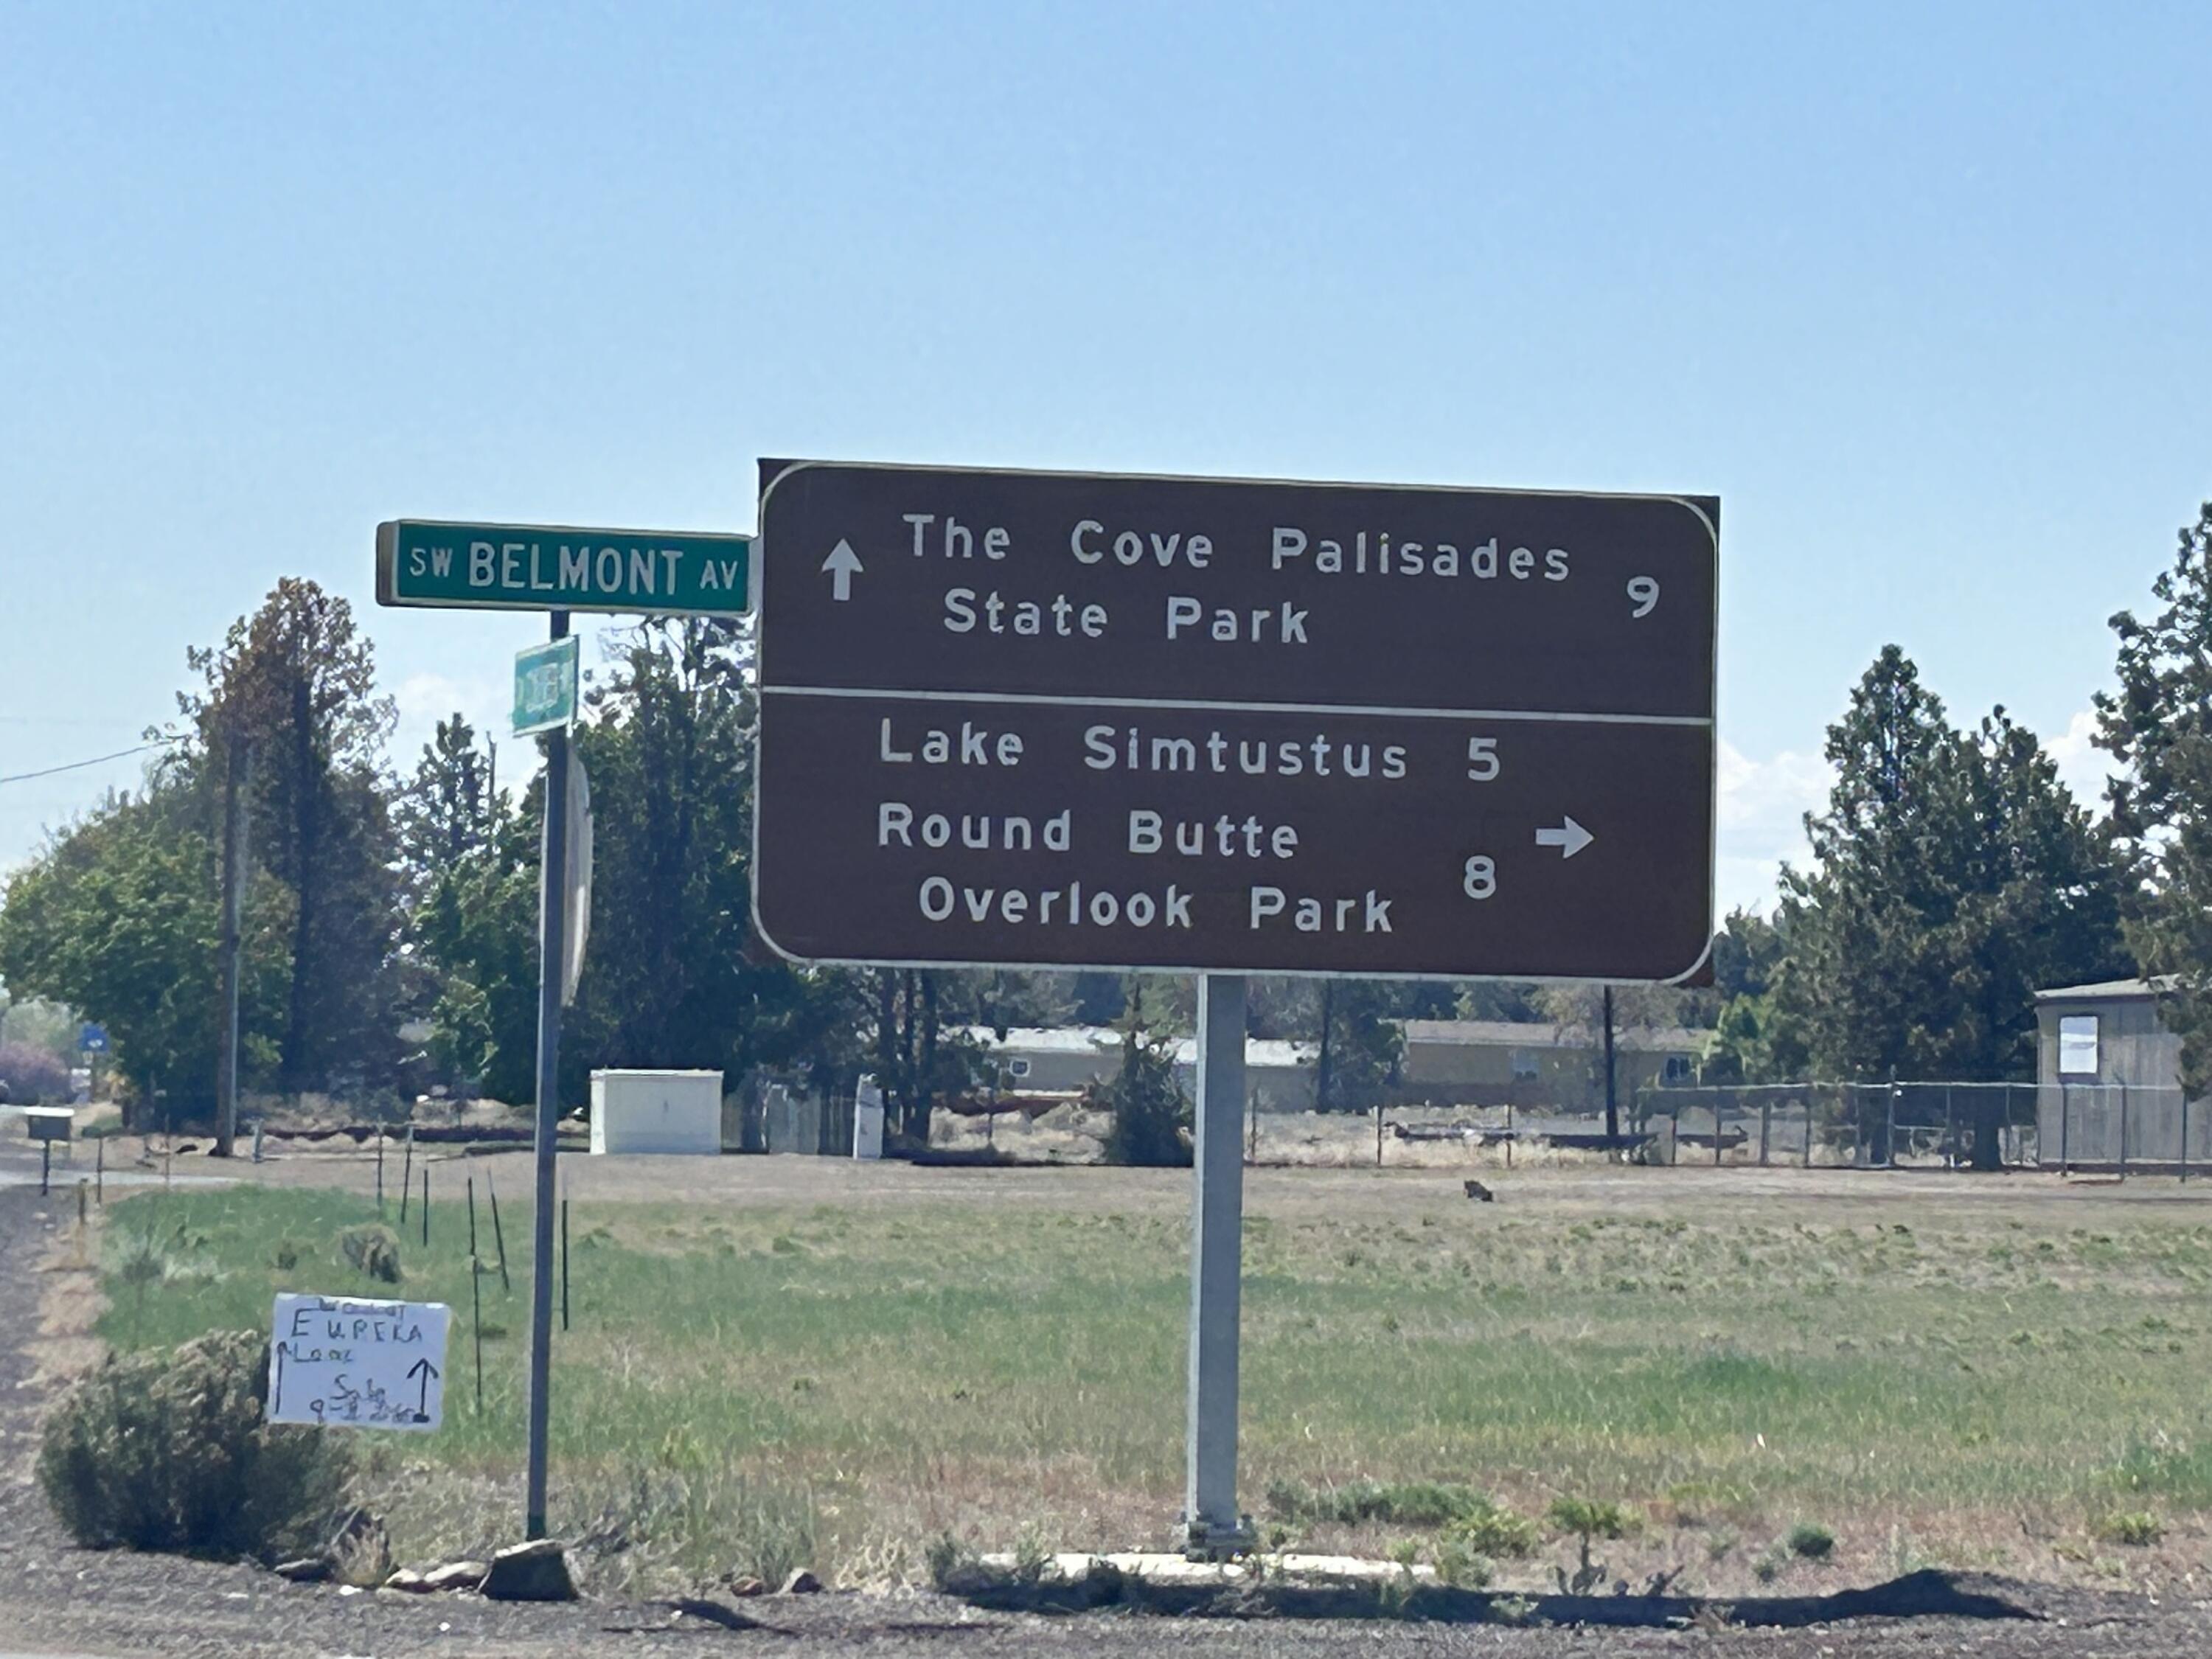 SW BELMONT AV
The Cove Palisades
State Park 9
Lake Simtustus 5
Round Butte
Overlook Park 8
EUREKA
Lane
Sale